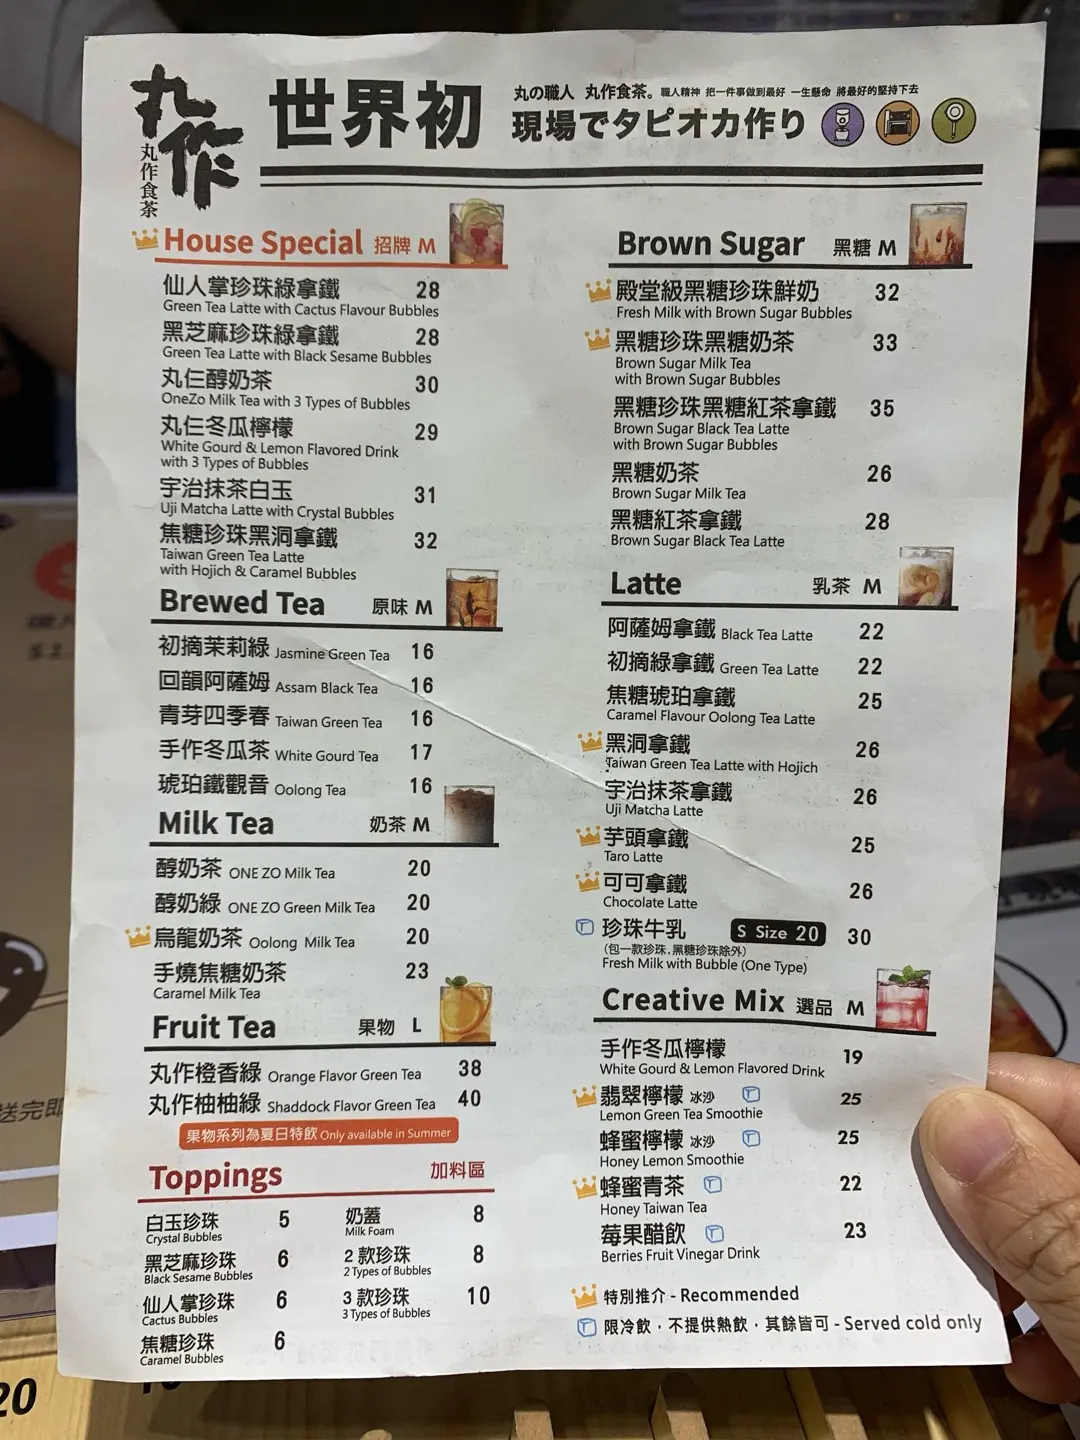 丸作
丸作食茶
世界初
丸の職人 丸作食茶。職人精神 把一件事做到最好 一生懸命 將最好的堅持下去
現場でタピオカ作り
House Special 招牌 M
仙人掌珍珠綠拿鐵 28
Green Tea Latte with Cactus Flavour Bubbles
黑芝麻珍珠綠拿鐵 28
Green Tea Latte with Black Sesame Bubbles
丸仨醇奶茶 30
OneZo Milk Tea with 3 Types of Bubbles
丸仨冬瓜檸檬 29
White Gourd & Lemon Flavored Drink
with 3 Types of Bubbles
宇治抹茶白玉 31
Uji Matcha Latte with Crystal Bubbles
焦糖珍珠黑洞拿鐵 32
Taiwan Green Tea Latte
with Hojich & Caramel Bubbles
Brewed Tea 原味 M
初摘茉莉綠 Jasmine Green Tea 16
回韻阿薩姆 Assam Black Tea 16
青芽四季春 Taiwan Green Tea 16
手作冬瓜茶 White Gourd Tea 17
琥珀鐵觀音 Oolong Tea 16
Milk Tea 奶茶 M
醇奶茶 ONE ZO Milk Tea 20
醇奶綠 ONE ZO Green Milk Tea 20
烏龍奶茶 Oolong Milk Tea 20
手燒焦糖奶茶 23
Caramel Milk Tea
Fruit Tea 果物 L
丸作橙香綠 Orange Flavor Green Tea 38
丸作柚柚綠 Shaddock Flavor Green Tea 40
果物系列為夏日特飲 Only available in Summer
Toppings 加料區
白玉珍珠 5 奶蓋 8
Crystal Bubbles Milk Foam
黑芝麻珍珠 6 2 款珍珠 8
Black Sesame Bubbles 2 Types of Bubbles
仙人掌珍珠 6 3 款珍珠 10
Cactus Bubbles 3 Types of Bubbles
焦糖珍珠 6
Caramel Bubbles
Brown Sugar 黑糖 M
殿堂級黑糖珍珠鮮奶 32
Fresh Milk with Brown Sugar Bubbles
黑糖珍珠黑糖奶茶 33
Brown Sugar Milk Tea
with Brown Sugar Bubbles
黑糖珍珠黑糖紅茶拿鐵 35
Brown Sugar Black Tea Latte
with Brown Sugar Bubbles
黑糖奶茶 26
Brown Sugar Milk Tea
黑糖紅茶拿鐵 28
Brown Sugar Black Tea Latte
Latte 乳茶 M
阿薩姆拿鐵 Black Tea Latte 22
初摘綠拿鐵 Green Tea Latte 22
焦糖琥珀拿鐵 25
Caramel Flavour Oolong Tea Latte
黑洞拿鐵 26
Taiwan Green Tea Latte with Hojich
宇治抹茶拿鐵 26
Uji Matcha Latte
芋頭拿鐵 25
Taro Latte
可可拿鐵 26
Chocolate Latte
珍珠牛乳 S Size 20 30
(包一款珍珠,黑糖珍珠除外)
Fresh Milk with Bubble (One Type)
Creative Mix 選品 M
手作冬瓜檸檬 19
White Gourd & Lemon Flavored Drink
翡翠檸檬 冰沙 25
Lemon Green Tea Smoothie
蜂蜜檸檬 冰沙 25
Honey Lemon Smoothie
蜂蜜青茶 22
Honey Taiwan Tea
莓果醋飲 23
Berries Fruit Vinegar Drink
特別推介 - Recommended
限冷飲，不提供熱飲，其餘皆可 - Served cold only
送完即
20